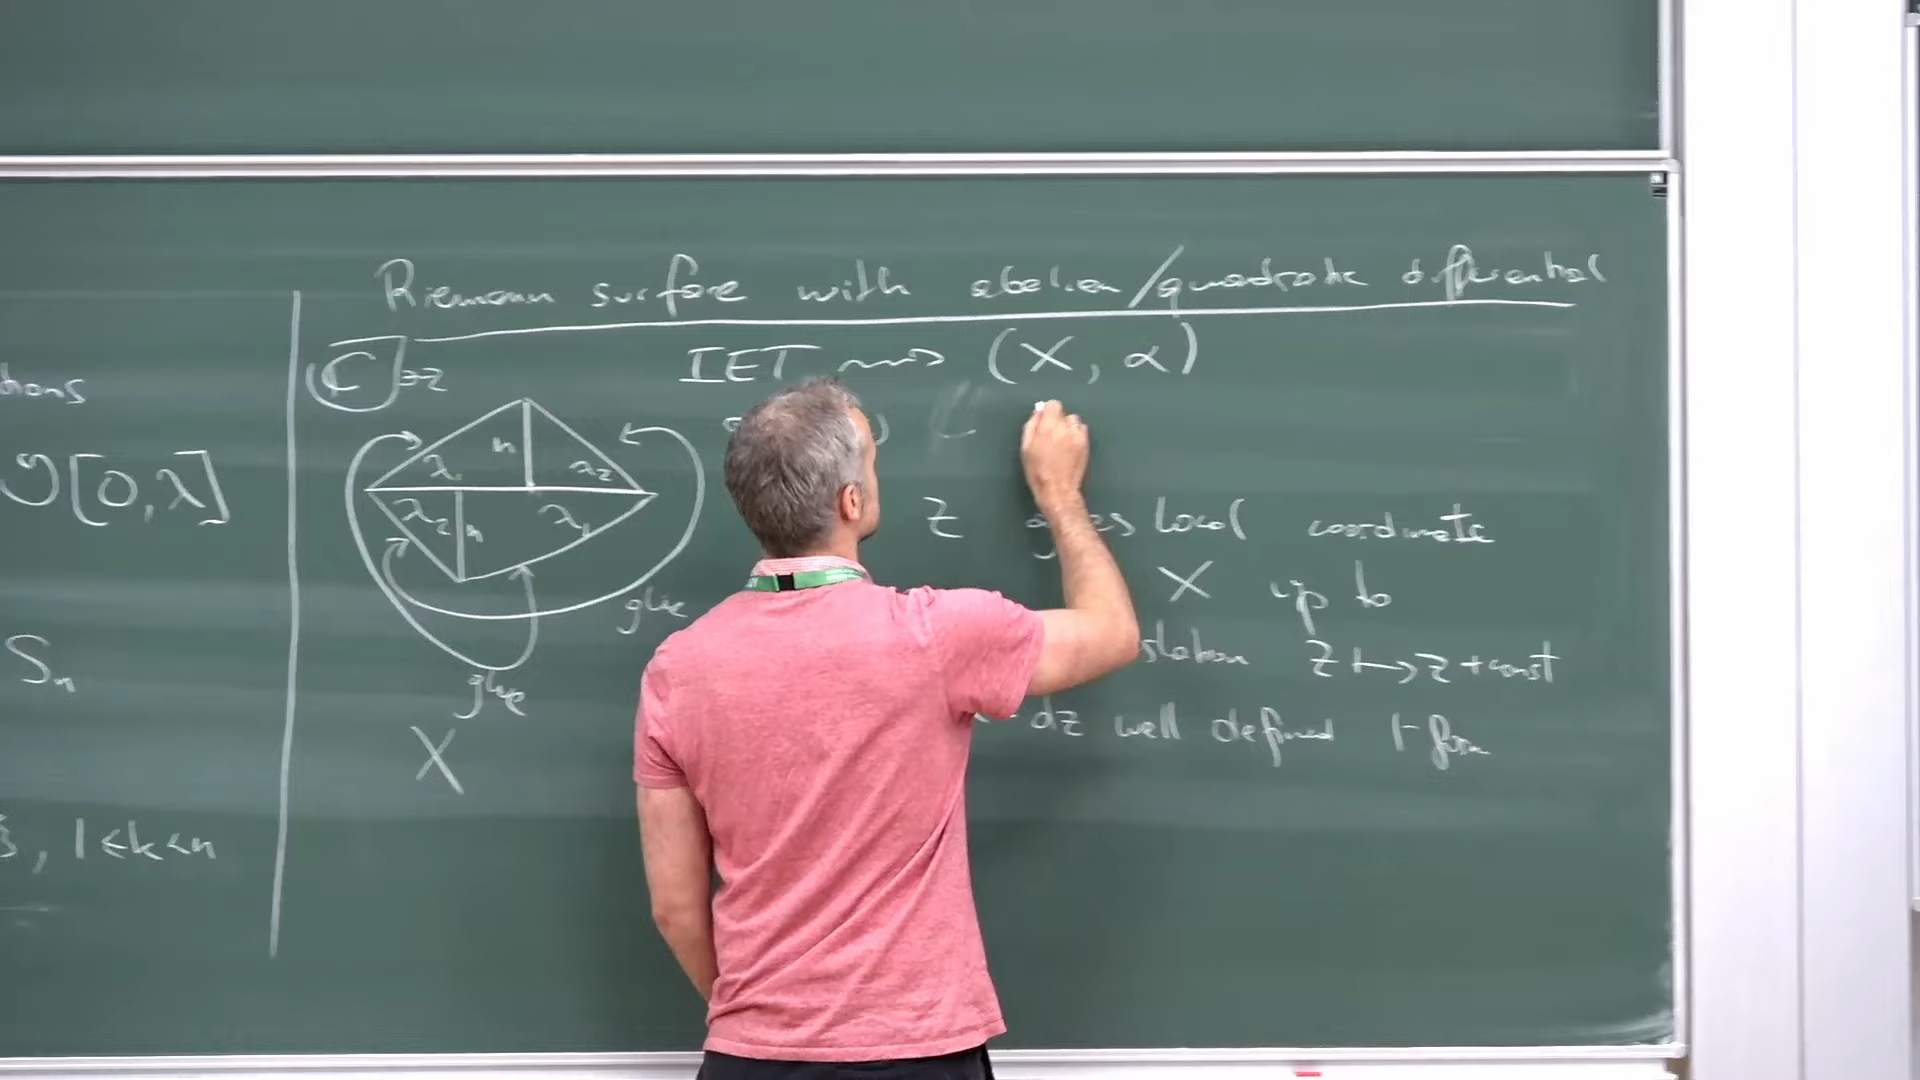 tions
[0, λ]
S_n
, 1<k<n
Riemann surface with abelian/quadratic differential
ℂ ∋ z
IET ⇝ (X, α)
λ₁ h λ₂
λ₂ h λ₁
glue
glue
X
z gives local coordinate
X up to
slation z ↦ z + const
dz well defined 1-form